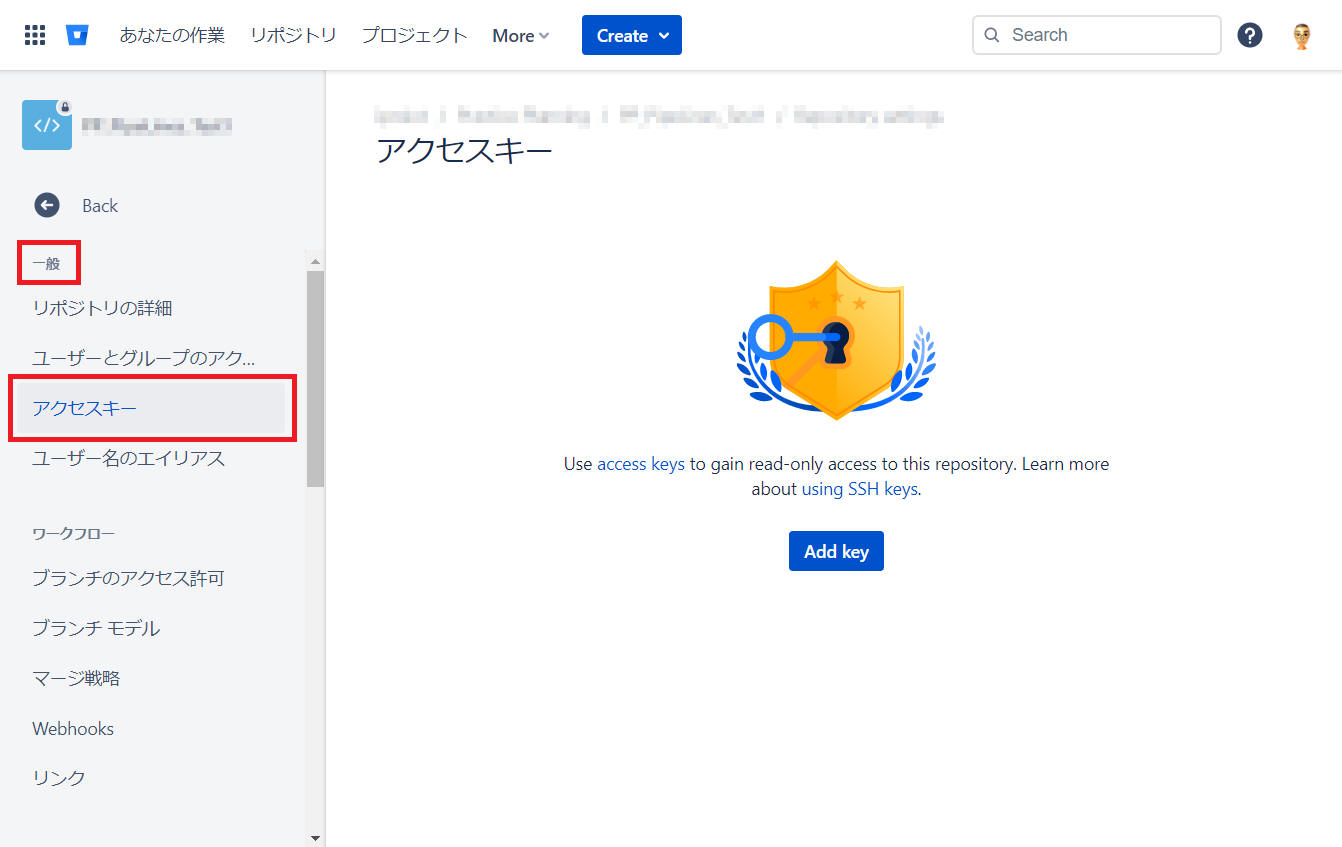 あなたの作業 リポジトリ プロジェクト More Create Search ?
</>
Back
一般
リポジトリの詳細
ユーザーとグループのアク...
アクセスキー
ユーザー名のエイリアス
ワークフロー
ブランチのアクセス許可
ブランチ モデル
マージ戦略
Webhooks
リンク
アクセスキー
Use access keys to gain read-only access to this repository. Learn more
about using SSH keys.
Add key